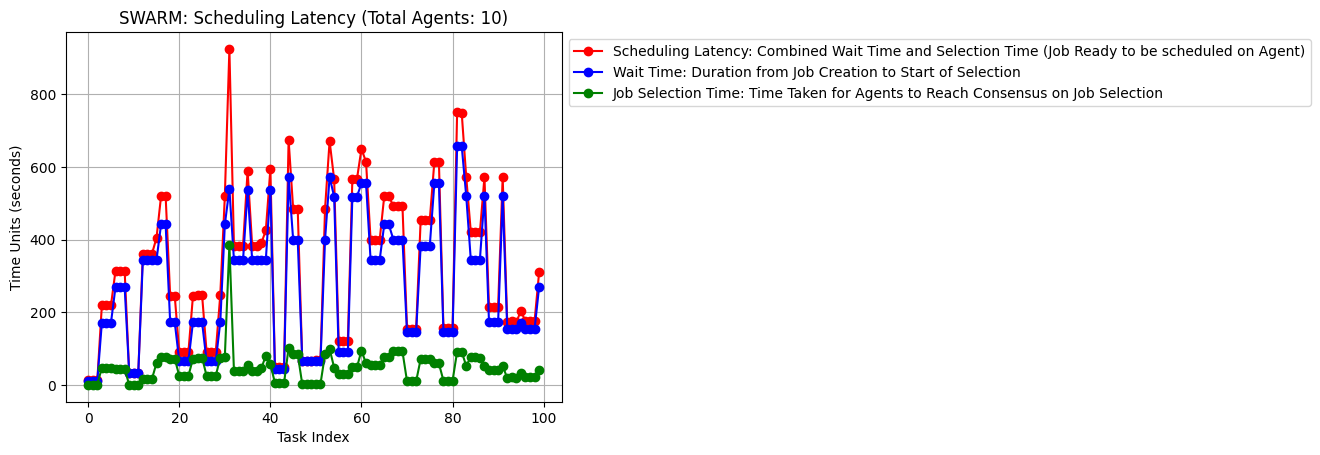 SWARM: Scheduling Latency (Total Agents: 10)
Scheduling Latency: Combined Wait Time and Selection Time (Job Ready to be scheduled on Agent)
Wait Time: Duration from Job Creation to Start of Selection
Job Selection Time: Time Taken for Agents to Reach Consensus on Job Selection
Time Units (seconds)
800
600
400
200
0
0 20 40 60 80 100
Task Index